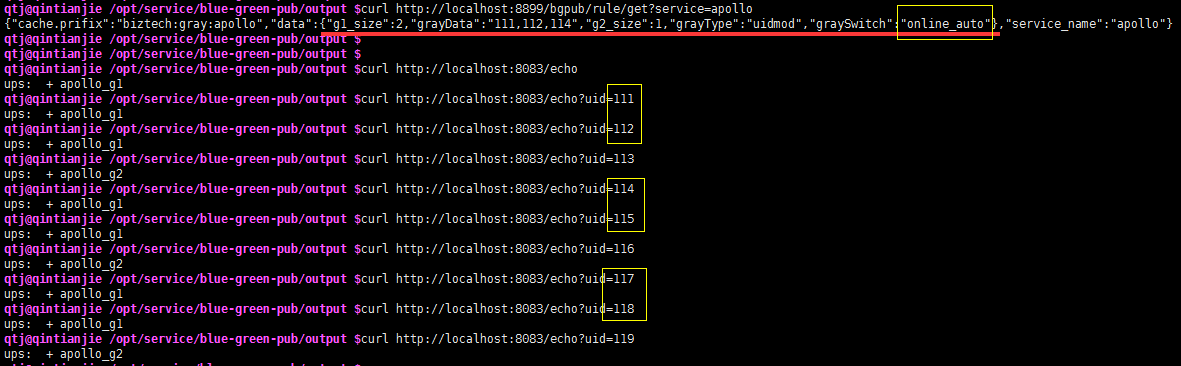 qtj@qintianjie /opt/service/blue-green-pub/output $curl http://localhost:8899/bgpub/rule/get?service=apollo
{"cache.prifix":"biztech:gray:apollo","data":{"g1_size":2,"grayData":"111,112,114","g2_size":1,"grayType":"uidmod","graySwitch":"online_auto"},"service_name":"apollo"}
qtj@qintianjie /opt/service/blue-green-pub/output $
qtj@qintianjie /opt/service/blue-green-pub/output $
qtj@qintianjie /opt/service/blue-green-pub/output $curl http://localhost:8083/echo
ups:  + apollo_g1
qtj@qintianjie /opt/service/blue-green-pub/output $curl http://localhost:8083/echo?uid=111
ups:  + apollo_g1
qtj@qintianjie /opt/service/blue-green-pub/output $curl http://localhost:8083/echo?uid=112
ups:  + apollo_g1
qtj@qintianjie /opt/service/blue-green-pub/output $curl http://localhost:8083/echo?uid=113
ups:  + apollo_g2
qtj@qintianjie /opt/service/blue-green-pub/output $curl http://localhost:8083/echo?uid=114
ups:  + apollo_g1
qtj@qintianjie /opt/service/blue-green-pub/output $curl http://localhost:8083/echo?uid=115
ups:  + apollo_g1
qtj@qintianjie /opt/service/blue-green-pub/output $curl http://localhost:8083/echo?uid=116
ups:  + apollo_g2
qtj@qintianjie /opt/service/blue-green-pub/output $curl http://localhost:8083/echo?uid=117
ups:  + apollo_g1
qtj@qintianjie /opt/service/blue-green-pub/output $curl http://localhost:8083/echo?uid=118
ups:  + apollo_g1
qtj@qintianjie /opt/service/blue-green-pub/output $curl http://localhost:8083/echo?uid=119
ups:  + apollo_g2